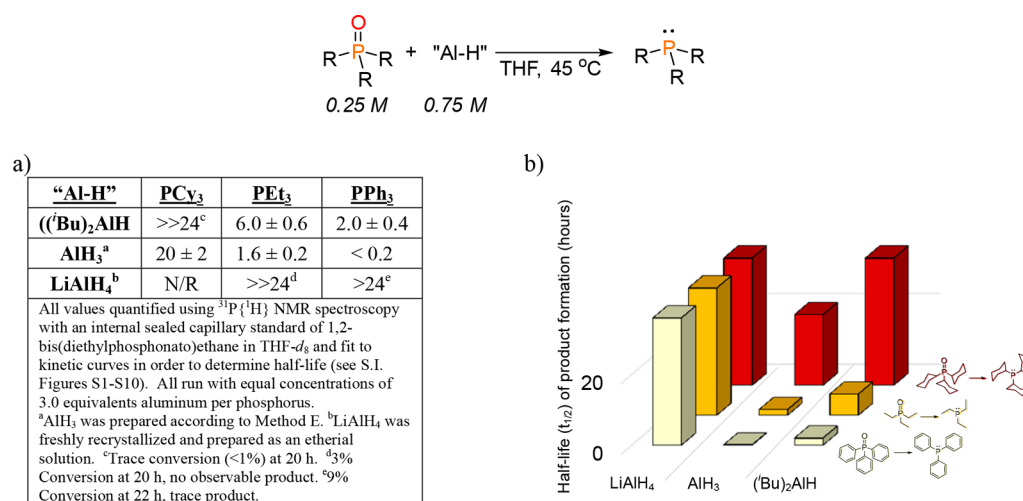 O
P
R
R
R
+
"Al-H"
THF, 45 °C
R
P
R
R
0.25 M
0.75 M
a)
"Al-H" PCy3 PEt3 PPh3
((iBu)2AlH >>24c 6.0 ± 0.6 2.0 ± 0.4
AlH3a 20 ± 2 1.6 ± 0.2 < 0.2
LiAlH4b N/R >>24d >24e
All values quantified using 31P{1H} NMR spectroscopy
with an internal sealed capillary standard of 1,2-
bis(diethylphosphonato)ethane in THF-d8 and fit to
kinetic curves in order to determine half-life (see S.I.
Figures S1-S10). All run with equal concentrations of
3.0 equivalents aluminum per phosphorus.
aAlH3 was prepared according to Method E. bLiAlH4 was
freshly recrystallized and prepared as an etherial
solution. cTrace conversion (<1%) at 20 h. d3%
Conversion at 20 h, no observable product. e9%
Conversion at 22 h, trace product.
b)
Half-life (t1/2) of product formation (hours)
20
0
LiAlH4
AlH3
(iBu)2AlH
O
P
P
O
P
P
O
P
P